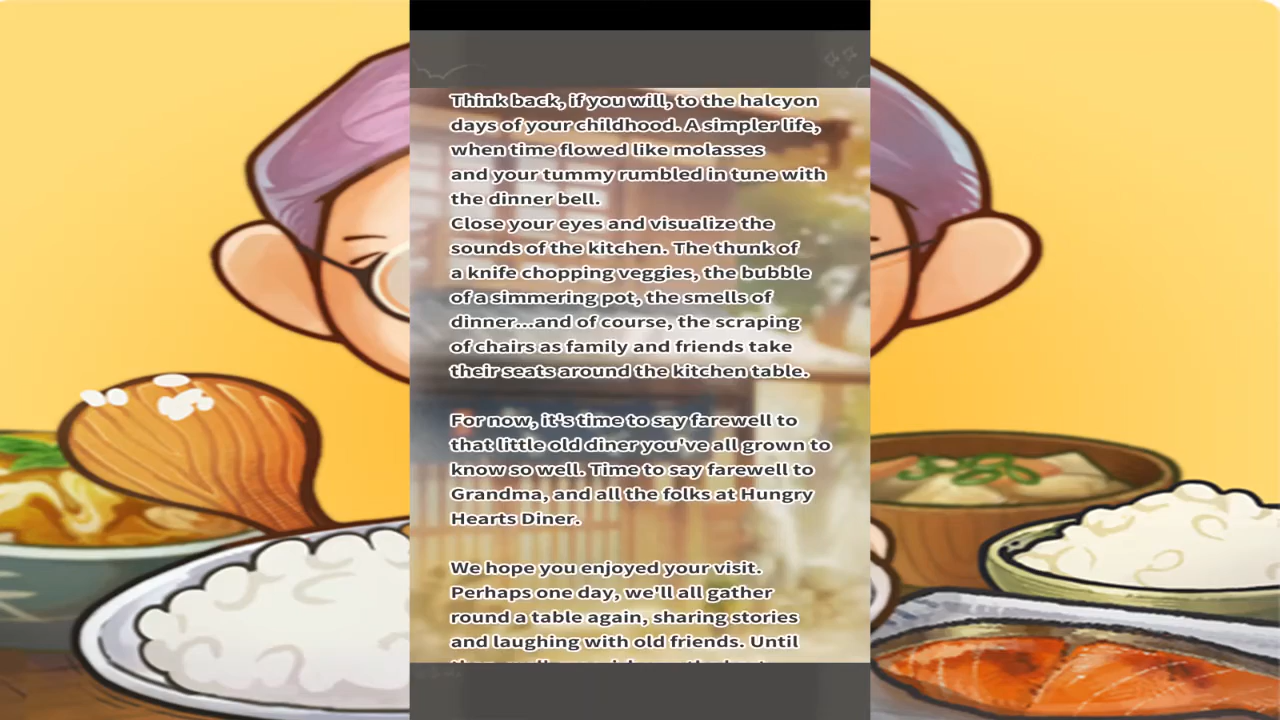 Think back, if you will, to the halcyon
days of your childhood. A simpler life,
when time flowed like molasses
and your tummy rumbled in tune with
the dinner bell.
Close your eyes and visualize the
sounds of the kitchen. The thunk of
a knife chopping veggies, the bubble
of a simmering pot, the smells of
dinner...and of course, the scraping
of chairs as family and friends take
their seats around the kitchen table.
For now, it's time to say farewell to
that little old diner you've all grown to
know so well. Time to say farewell to
Grandma, and all the folks at Hungry
Hearts Diner.
We hope you enjoyed your visit.
Perhaps one day, we'll all gather
round a table again, sharing stories
and laughing with old friends. Until